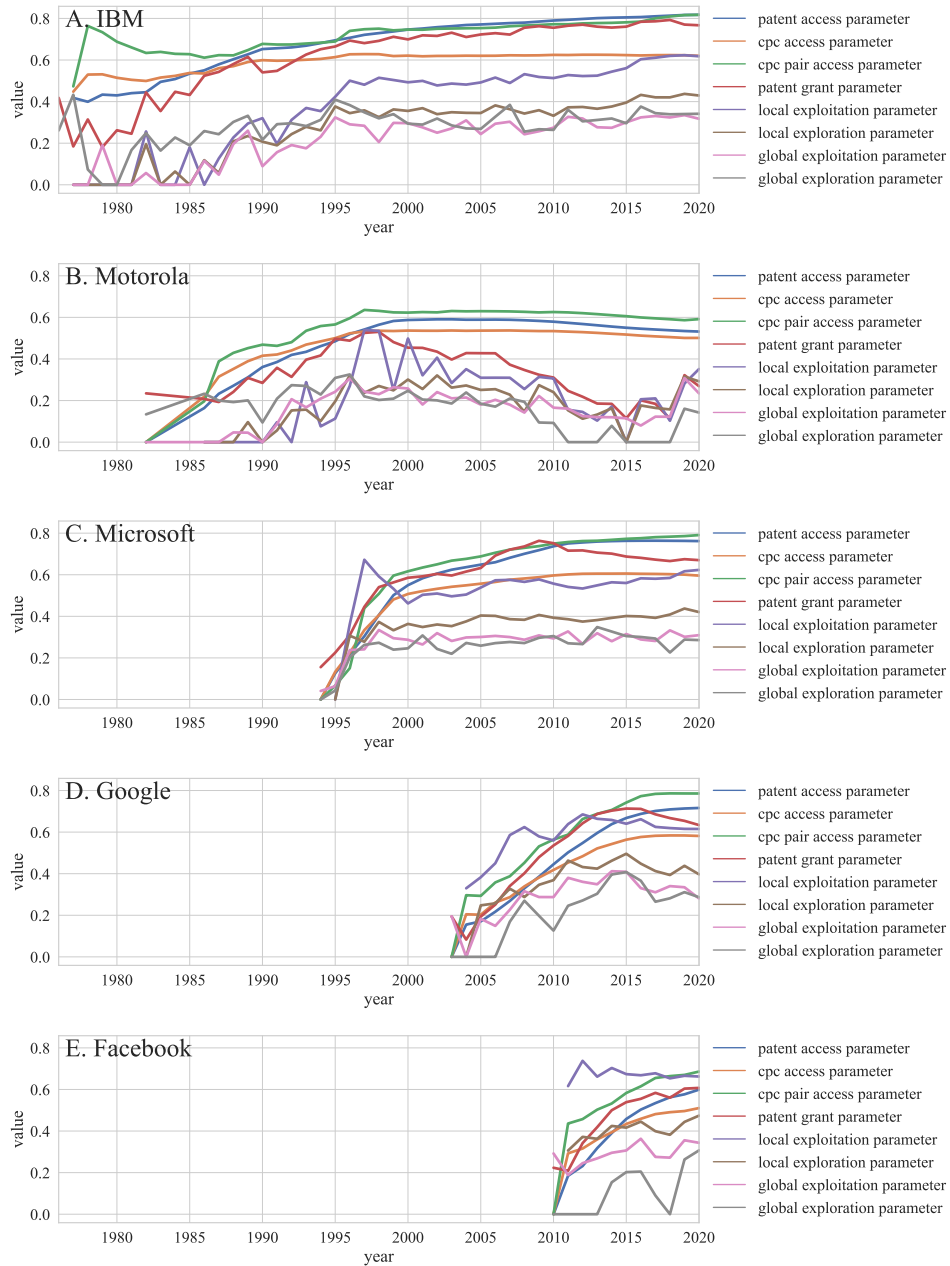 A. IBM
0.8
0.6
0.4
0.2
0.0
value
1980 1985 1990 1995 2000 2005 2010 2015 2020
year
patent access parameter
cpc access parameter
cpc pair access parameter
patent grant parameter
local exploitation parameter
local exploration parameter
global exploitation parameter
global exploration parameter
B. Motorola
0.8
0.6
0.4
0.2
0.0
value
1980 1985 1990 1995 2000 2005 2010 2015 2020
year
patent access parameter
cpc access parameter
cpc pair access parameter
patent grant parameter
local exploitation parameter
local exploration parameter
global exploitation parameter
global exploration parameter
C. Microsoft
0.8
0.6
0.4
0.2
0.0
value
1980 1985 1990 1995 2000 2005 2010 2015 2020
year
patent access parameter
cpc access parameter
cpc pair access parameter
patent grant parameter
local exploitation parameter
local exploration parameter
global exploitation parameter
global exploration parameter
D. Google
0.8
0.6
0.4
0.2
0.0
value
1980 1985 1990 1995 2000 2005 2010 2015 2020
year
patent access parameter
cpc access parameter
cpc pair access parameter
patent grant parameter
local exploitation parameter
local exploration parameter
global exploitation parameter
global exploration parameter
E. Facebook
0.8
0.6
0.4
0.2
0.0
value
1980 1985 1990 1995 2000 2005 2010 2015 2020
year
patent access parameter
cpc access parameter
cpc pair access parameter
patent grant parameter
local exploitation parameter
local exploration parameter
global exploitation parameter
global exploration parameter